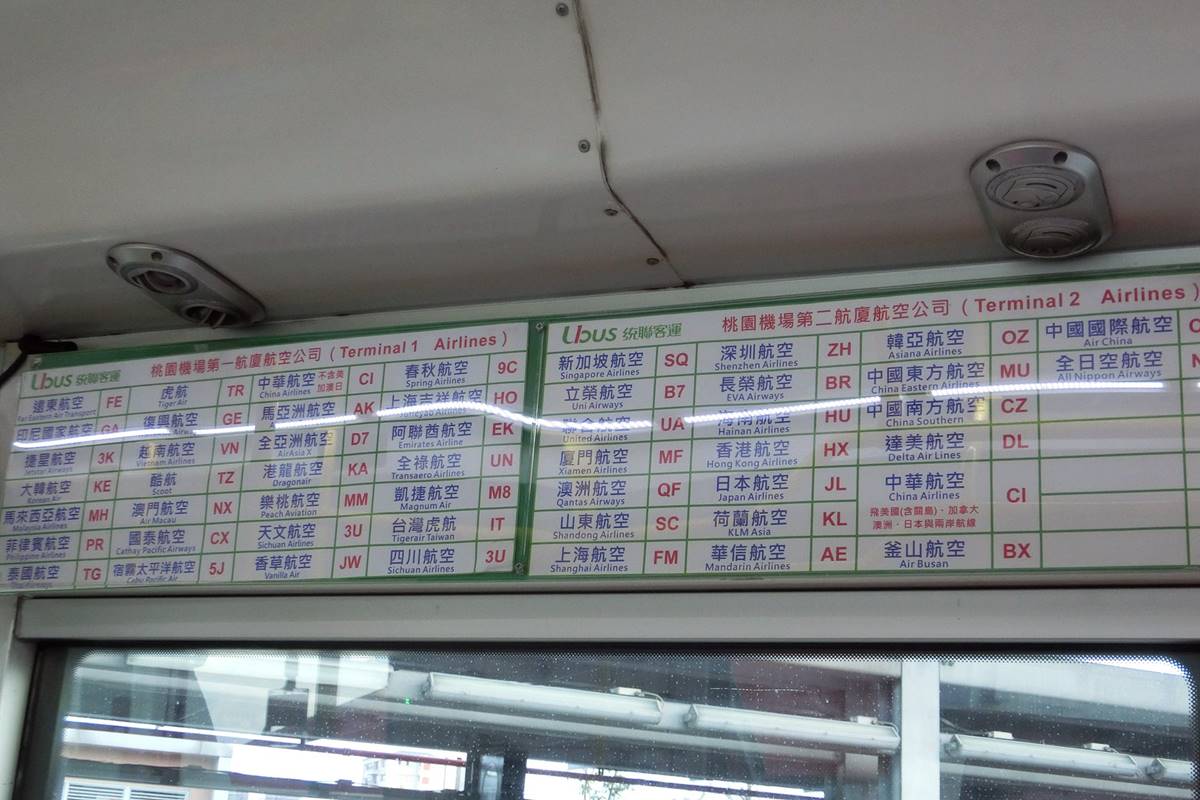 Ubus 統聯客運 桃園機場第一航廈航空公司 (Terminal 1 Airlines)
遠東航空 FE 虎航 TR 中華航空 不含美加澳日 CI 春秋航空 9C
Far Eastern Air Transport Tiger Air China Airlines Spring Airlines
印尼國家航空 GA 復興航空 GE 馬亞洲航空 AK 上海吉祥航空 HO
捷星航空 3K 越南航空 VN 全亞洲航空 D7 阿聯酋航空 EK
Jetstar Airways Vietnam Airlines AirAsia X Emirates Airline
大韓航空 KE 酷航 TZ 港龍航空 KA 全祿航空 UN
Korean Air Scoot Dragonair Transaero Airlines
馬來西亞航空 MH 澳門航空 NX 樂桃航空 MM 凱捷航空 M8
Malaysia Airlines Air Macau Peach Aviation Magnum Air
菲律賓航空 PR 國泰航空 CX 天文航空 3U 台灣虎航 IT
Philippine Airlines Cathay Pacific Airways Sichuan Airlines Tigerair Taiwan
泰國航空 TG 宿霧太平洋航空 5J 香草航空 JW 四川航空 3U
Cebu Pacific Air Vanilla Air Sichuan Airlines
Ubus 統聯客運 桃園機場第二航廈航空公司 (Terminal 2 Airlines)
新加坡航空 SQ 深圳航空 ZH 韓亞航空 OZ 中國國際航空
Singapore Airlines Shenzhen Airlines Asiana Airlines Air China
立榮航空 B7 長榮航空 BR 中國東方航空 MU 全日空航空
Uni Airways EVA Airways China Eastern Airlines All Nippon Airways
聯合航空 UA 海南航空 HU 中國南方航空 CZ
United Airlines Hainan Airlines China Southern
廈門航空 MF 香港航空 HX 達美航空 DL
Xiamen Airlines Hong Kong Airlines Delta Air Lines
澳洲航空 QF 日本航空 JL 中華航空 CI
Qantas Airways Japan Airlines China Airlines
山東航空 SC 荷蘭航空 KL 飛美國(含關島)、加拿大
Shandong Airlines KLM Asia 澳洲、日本與兩岸航線
上海航空 FM 華信航空 AE 釜山航空 BX
Shanghai Airlines Mandarin Airlines Air Busan